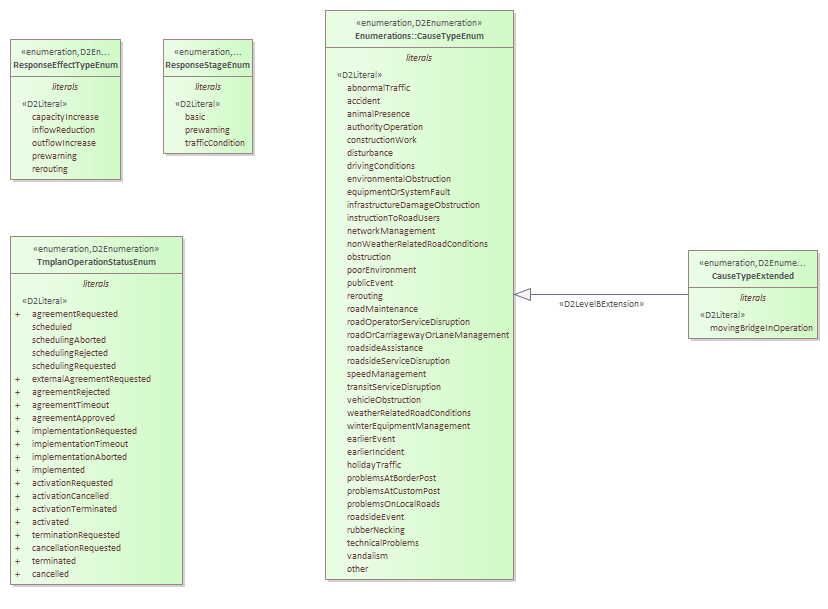 «enumeration,D2En...
ResponseEffectTypeEnum
literals
«D2Literal»
capacityIncrease
inflowReduction
outflowIncrease
prewarning
rerouting
«enumeration,...
ResponseStageEnum
literals
«D2Literal»
basic
prewarning
trafficCondition
«enumeration,D2Enumeration»
Enumerations::CauseTypeEnum
literals
«D2Literal»
abnormalTraffic
accident
animalPresence
authorityOperation
constructionWork
disturbance
drivingConditions
environmentalObstruction
equipmentOrSystemFault
infrastructureDamageObstruction
instructionToRoadUsers
networkManagement
nonWeatherRelatedRoadConditions
obstruction
poorEnvironment
publicEvent
rerouting
roadMaintenance
roadOperatorServiceDisruption
roadOrCarriagewayOrLaneManagement
roadsideAssistance
roadsideServiceDisruption
speedManagement
transitServiceDisruption
vehicleObstruction
weatherRelatedRoadConditions
winterEquipmentManagement
earlierEvent
earlierIncident
holidayTraffic
problemsAtBorderPost
problemsAtCustomPost
problemsOnLocalRoads
roadsideEvent
rubberNecking
technicalProblems
vandalism
other
«enumeration,D2Enumeration»
TmplanOperationStatusEnum
literals
«D2Literal»
+ agreementRequested
scheduled
schedulingAborted
schedulingRejected
schedulingRequested
+ externalAgreementRequested
+ agreementRejected
+ agreementTimeout
+ agreementApproved
+ implementationRequested
+ implementationTimeout
+ implementationAborted
+ implemented
+ activationRequested
+ activationCancelled
+ activationTerminated
+ activated
+ terminationRequested
+ cancellationRequested
+ terminated
+ cancelled
«D2LevelBExtension»
«enumeration,D2Enume...
CauseTypeExtended
literals
«D2Literal»
movingBridgeInOperation